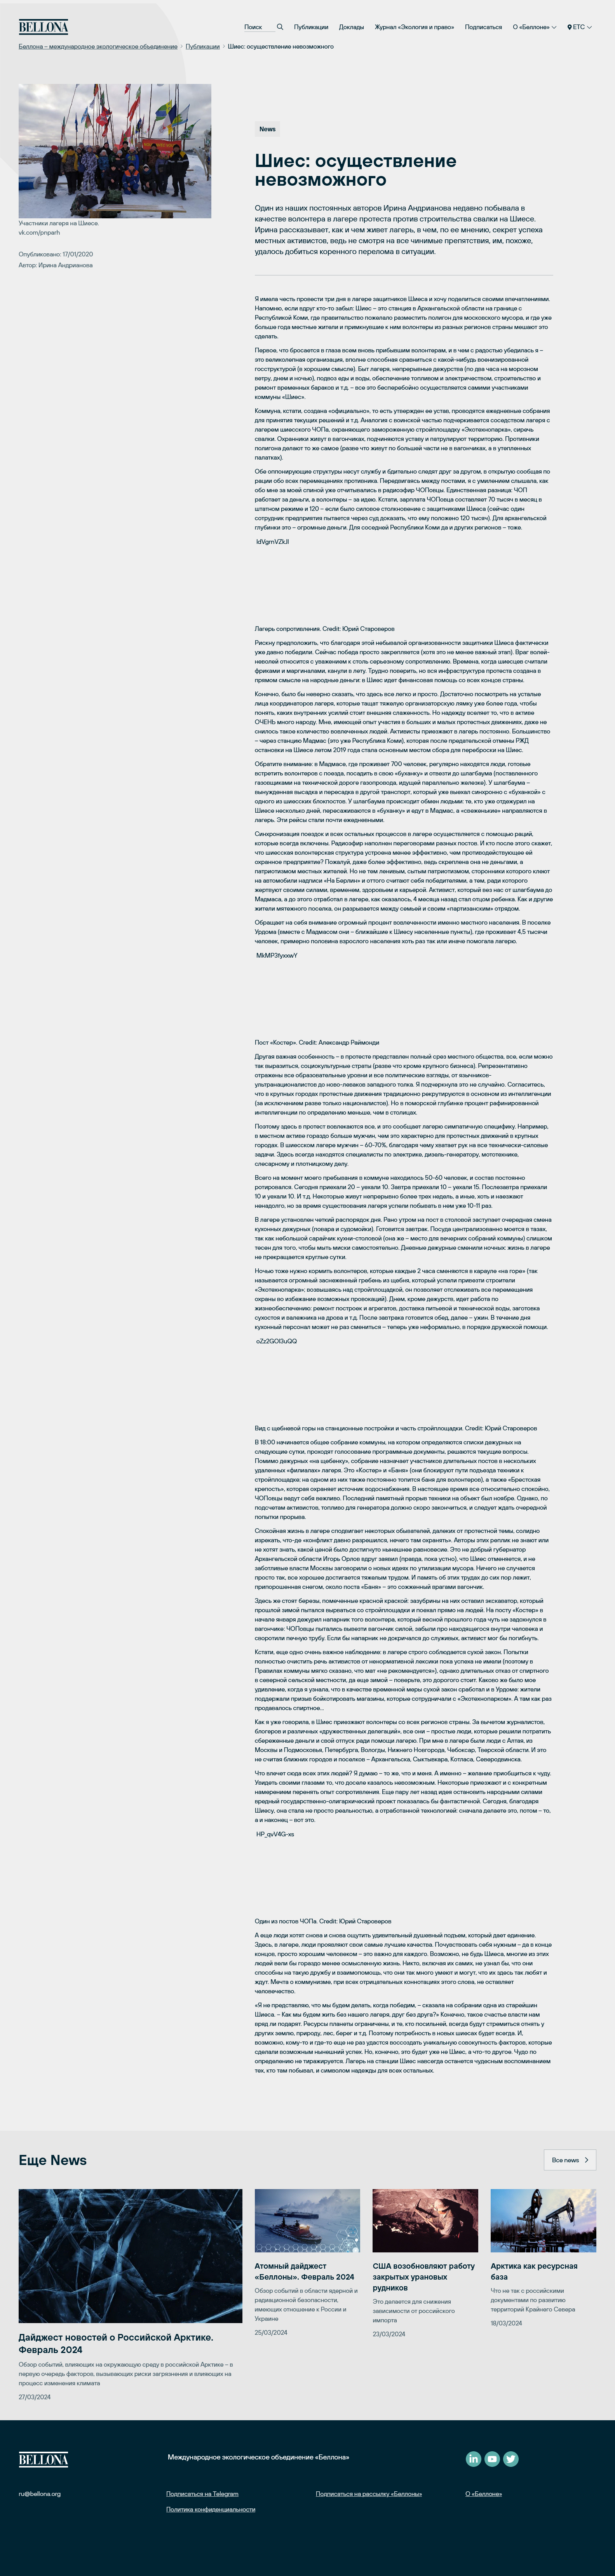 BELLONA
Поиск
Публикации
Доклады
Журнал «Экология и право»
Подписаться
О «Беллоне»
ЕТС
Беллона – международное экологическое объединение
Публикации
Шиес: осуществление невозможного
Участники лагеря на Шиесе.
vk.com/pnparh
Опубликовано: 17/01/2020
Автор: Ирина Андрианова
News
Шиес: осуществление
невозможного
Один из наших постоянных авторов Ирина Андрианова недавно побывала в
качестве волонтера в лагере протеста против строительства свалки на Шиесе.
Ирина рассказывает, как и чем живет лагерь, в чем, по ее мнению, секрет успеха
местных активистов, ведь не смотря на все чинимые препятствия, им, похоже,
удалось добиться коренного перелома в ситуации.
Я имела честь провести три дня в лагере защитников Шиеса и хочу поделиться своими впечатлениями.
Напомню, если вдруг кто-то забыл: Шиес – это станция в Архангельской области на границе с
Республикой Коми, где правительство пожелало разместить полигон для московского мусора, и где уже
больше года местные жители и примкнувшие к ним волонтеры из разных регионов страны мешают это
сделать.
Первое, что бросается в глаза всем вновь прибывшим волонтерам, и в чем с радостью убедилась я –
это великолепная организация, вполне способная сравниться с какой-нибудь военизированной
госструктурой (в хорошем смысле). Быт лагеря, непрерывные дежурства (по два часа на морозном
ветру, днем и ночью), подвоз еды и воды, обеспечение топливом и электричеством, строительство и
ремонт временных бараков и т.д. – все это бесперебойно осуществляется самими участниками
коммуны «Шиес».
Коммуна, кстати, создана «официально», то есть утвержден ее устав, проводятся ежедневные собрания
для принятия текущих решений и т.д. Аналогия с воинской частью подчеркивается соседством лагеря с
лагерем шиесского ЧОПа, охраняющего замороженную стройплощадку «Экотехнопарка», сиречь
свалки. Охранники живут в вагончиках, подчиняются уставу и патрулируют территорию. Противники
полигона делают то же самое (разве что живут по большей части не в вагончиках, а в утепленных
палатках).
Обе оппонирующие структуры несут службу и бдительно следят друг за другом, в открытую сообщая по
рации обо всех перемещениях противника. Передвигаясь между постами, я с умилением слышала, как
обо мне за моей спиной уже отчитывались в радиоэфир ЧОПовцы. Единственная разница: ЧОП
работает за деньги, а волонтеры – за идею. Кстати, зарплата ЧОПовца составляет 70 тысяч в месяц в
штатном режиме и 120 – если было силовое столкновение с защитниками Шиеса (сейчас один
сотрудник предприятия пытается через суд доказать, что ему положено 120 тысяч). Для архангельской
глубинки это – огромные деньги. Для соседней Республики Коми да и других регионов – тоже.
IdVgrnVZkJI
Лагерь сопротивления. Credit: Юрий Староверов
Рискну предположить, что благодаря этой небывалой организованности защитники Шиеса фактически
уже давно победили. Сейчас победа просто закрепляется (хотя это не менее важный этап). Враг волей-
неволей относится с уважением к столь серьезному сопротивлению. Времена, когда шиесцев считали
фриками и маргиналами, канули в лету. Трудно поверить, но вся инфраструктура протеста создана в
прямом смысле на народные деньги: в Шиес идет финансовая помощь со всех концов страны.
Конечно, было бы неверно сказать, что здесь все легко и просто. Достаточно посмотреть на усталые
лица координаторов лагеря, которые тащат тяжелую организаторскую лямку уже более года, чтобы
понять, каких внутренних усилий стоит внешняя слаженность. Но надежду вселяет то, что в активе
ОЧЕНЬ много народу. Мне, имеющей опыт участия в больших и малых протестных движениях, даже не
снилось такое количество вовлеченных людей. Активисты приезжают в лагерь постоянно. Большинство
– через станцию Мадмас (это уже Республика Коми), которая после предательской отмены РЖД
остановки на Шиесе летом 2019 года стала основным местом сбора для переброски на Шиес.
Обратите внимание: в Мадмасе, где проживает 700 человек, регулярно находятся люди, готовые
встретить волонтеров с поезда, посадить в свою «буханку» и отвезти до шлагбаума (поставленного
газовиками на технической дороге газопровода, идущей параллельно железке). У шлагбаума –
вынужденная высадка и пересадка в другой транспорт, который уже выехал синхронно с «буханкой» с
одного из шиесских блокпостов. У шлагбаума происходит обмен людьми: те, кто уже отдежурил на
Шиесе несколько дней, пересаживаются в «буханку» и едут в Мадмас, а «свеженькие» направляются в
лагерь. Эти рейсы стали почти ежедневными.
Синхронизация поездок и всех остальных процессов в лагере осуществляется с помощью раций,
которые всегда включены. Радиоэфир наполнен переговорами разных постов. И кто после этого скажет,
что шиесская волонтерская структура устроена менее эффективно, чем противодействующее ей
охранное предприятие? Пожалуй, даже более эффективно, ведь скреплена она не деньгами, а
патриотизмом местных жителей. Но не тем ленивым, сытым патриотизмом, сторонники которого клеют
на автомобили надписи «На Берлин» и оттого считают себя победителями, а тем, ради которого
жертвуют своими силами, временем, здоровьем и карьерой. Активист, который вез нас от шлагбаума до
Мадмаса, а до этого отработал в лагере, как оказалось, 4 месяца назад стал отцом ребенка. Как и другие
жители мятежного поселка, он разрывается между семьей и своим «партизанским» отрядом.
Обращает на себя внимание огромный процент вовлеченности именно местного населения. В поселке
Урдома (вместе с Мадмасом они – ближайшие к Шиесу населенные пункты), где проживает 4,5 тысячи
человек, примерно половина взрослого населения хоть раз так или иначе помогала лагерю.
MkMP3fyxxwY
Пост «Костер». Credit: Александр Раймонди
Другая важная особенность – в протесте представлен полный срез местного общества, все, если можно
так выразиться, социокультурные страты (разве что кроме крупного бизнеса). Репрезентативно
отражены все образовательные уровни и все политические взгляды, от язычников-
ультранационалистов до ново-леваков западного толка. Я подчеркнула это не случайно. Согласитесь,
что в крупных городах протестные движения традиционно рекрутируются в основном из интеллигенции
(за исключением разве только националистов). Но в поморской глубинке процент рафинированной
интеллигенции по определению меньше, чем в столицах.
Поэтому здесь в протест вовлекаются все, и это сообщает лагерю симпатичную специфику. Например,
в местном активе гораздо больше мужчин, чем это характерно для протестных движений в крупных
городах. В шиесском лагере мужчин – 60-70%, благодаря чему хватает рук на все технически-силовые
задачи. Здесь всегда находятся специалисты по электрике, дизель-генератору, мототехнике,
слесарному и плотницкому делу.
Всего на момент моего пребывания в коммуне находилось 50-60 человек, и состав постоянно
ротировался. Сегодня приехали 20 – уехали 10. Завтра приехали 10 – уехали 15. Послезавтра приехали
10 и уехали 10. И т.д. Некоторые живут непрерывно более трех недель, а иные, хоть и наезжают
ненадолго, но за время существования лагеря успели побывать в нем уже 10-11 раз.
В лагере установлен четкий распорядок дня. Рано утром на пост в столовой заступает очередная смена
кухонных дежурных (повара и судомойки). Готовится завтрак. Посуда централизованно моется в тазах,
так как небольшой сарайчик кухни-столовой (она же – место для вечерних собраний коммуны) слишком
тесен для того, чтобы мыть миски самостоятельно. Дневные дежурные сменили ночных: жизнь в лагере
не прекращается круглые сутки.
Ночью тоже нужно кормить волонтеров, которые каждые 2 часа сменяются в карауле «на горе» (так
называется огромный заснеженный гребень из щебня, который успели привезти строители
«Экотехнопарка»: возвышаясь над стройплощадкой, он позволяет отслеживать все перемещения
охраны во избежание возможных провокаций). Днем, кроме дежурств, идет работа по
жизнеобеспечению: ремонт построек и агрегатов, доставка питьевой и технической воды, заготовка
сухостоя и валежника на дрова и т.д. После завтрака готовится обед, далее – ужин. В течение дня
кухонный персонал может не раз смениться – теперь уже неформально, в порядке дружеской помощи.
oZz2GOI3uQQ
Вид с щебневой горы на станционные постройки и часть стройплощадки. Credit: Юрий Староверов
В 18:00 начинается общее собрание коммуны, на котором определяются списки дежурных на
следующие сутки, проходят голосования программные документы, решаются текущие вопросы.
Помимо дежурных «на щебенку», собрание назначает участников длительных постов в нескольких
удаленных «филиалах» лагеря. Это «Костер» и «Баня» (они блокируют пути подъезда техники к
стройплощадке: на одном из них также постоянно топится баня для волонтеров), а также «Брестская
крепость», которая охраняет источник водоснабжения. В настоящее время все относительно спокойно,
ЧОПовцы ведут себя вежливо. Последний памятный прорыв техники на объект был ноябре. Однако, по
подсчетам активистов, топливо для генератора должно скоро закончиться, и следует ждать очередной
попытки прорыва.
Спокойная жизнь в лагере сподвигает некоторых обывателей, далеких от протестной темы, солидно
изрекать, что-де «конфликт давно разрешился, нечего там охранять». Авторы этих реплик не знают или
не хотят знать, какой ценой было достигнуто нынешнее равновесие. Это не добрый губернатор
Архангельской области Игорь Орлов вдруг заявил (правда, пока устно), что Шиес отменяется, и не
заботливые власти Москвы заговорили о новых идеях по утилизации мусора. Ничего не случается
просто так, все хорошее достигается тяжелым трудом. И память об этих трудах до сих пор лежит,
припорошенная снегом, около поста «Баня» – это сожженный врагами вагончик.
Здесь же стоят березы, помеченные красной краской: зазубрины на них оставил экскаватор, который
прошлой зимой пытался вырваться со стройплощадки и поехал прямо на людей. На посту «Костер» в
начале января дежурил напарник того волонтера, который весной прошлого года чуть не задохнулся в
вагончике: ЧОПовцы пытались вывезти вагончик силой, забыли про находящегося внутри человека и
своротили печную трубу. Если бы напарник не докричался до служивых, активист мог бы погибнуть.
Кстати, еще одно очень важное наблюдение: в лагере строго соблюдается сухой закон. Попытки
полностью очистить речь активистов от ненормативной лексики пока успеха не имели (поэтому в
Правилах коммуны мягко сказано, что мат «не рекомендуется»), однако длительных отказ от спиртного
в северной сельской местности, да еще зимой – поверьте, это дорогого стоит. Каково же было мое
удивление, когда я узнала, что в качестве временной меры сухой закон сработал и в Урдоме: жители
поддержали призыв бойкотировать магазины, которые сотрудничали с «Экотехнопарком». А там как раз
продавалось спиртное…
Как я уже говорила, в Шиес приезжают волонтеры со всех регионов страны. За вычетом журналистов,
блогеров и различных «дружественных делегаций», все они – простые люди, которые решили потратить
сбереженные деньги и свой отпуск ради помощи лагерю. При мне в лагере были люди с Алтая, из
Москвы и Подмосковья, Петербурга, Вологды, Нижнего Новгорода, Чебоксар, Тверской области. И это
не считая ближних городов и поселков – Архангельска, Сыктывкара, Котласа, Северодвинска.
Что влечет сюда всех этих людей? Я думаю – то же, что и меня. А именно – желание приобщиться к чуду.
Увидеть своими глазами то, что доселе казалось невозможным. Некоторые приезжают и с конкретным
намерением перенять опыт сопротивления. Еще пару лет назад идея остановить народными силами
вредный государственно-олигархический проект показалась бы фантастичной. Сегодня, благодаря
Шиесу, она стала не просто реальностью, а отработанной технологией: сначала делаете это, потом – то,
а и наконец – вот это.
HP_qvV4G-xs
Один из постов ЧОПа. Credit: Юрий Староверов
А еще люди хотят снова и снова ощутить удивительный душевный подъем, который дает единение.
Здесь, в лагере, люди проявляют свои самые лучшие качества. Почувствовать себя нужным – да в конце
концов, просто хорошим человеком – это важно для каждого. Возможно, не будь Шиеса, многие из этих
людей вели бы гораздо менее осмысленную жизнь. Никто, включая их самих, не узнал бы, что они
способны на такую дружбу и взаимопомощь, что они так много умеют и могут, что их здесь так любят и
ждут. Мечта о коммунизме, при всех отрицательных коннотациях этого слова, не оставляет
человечество.
«Я не представляю, что мы будем делать, когда победим, – сказала на собрании одна из старейшин
Шиеса. – Как мы будем жить без нашего лагеря, друг без друга?» Конечно, такое счастье власти нам
вряд ли подарят. Ресурсы планеты ограничены, и те, кто посильней, всегда будут стремиться отнять у
других землю, природу, лес, берег и т.д. Поэтому потребность в новых шиесах будет всегда. И,
возможно, кому-то и где-то еще не раз удастся воссоздать уникальную совокупность факторов, которые
сделали возможным нынешний успех. Но, конечно, это будет уже не Шиес, а что-то другое. Чудо по
определению не тиражируется. Лагерь на станции Шиес навсегда останется чудесным воспоминанием
тех, кто там побывал, и символом надежды для всех остальных.
Еще News
Все news
Дайджест новостей о Российской Арктике.
Февраль 2024
Обзор событий, влияющих на окружающую среду в российской Арктике – в
первую очередь факторов, вызывающих риски загрязнения и влияющих на
процесс изменения климата
27/03/2024
Атомный дайджест
«Беллоны». Февраль 2024
Обзор событий в области ядерной и
радиационной безопасности,
имеющих отношение к России и
Украине
25/03/2024
США возобновляют работу
закрытых урановых
рудников
Это делается для снижения
зависимости от российского
импорта
23/03/2024
Арктика как ресурсная
база
Что не так с российскими
документами по развитию
территорий Крайнего Севера
18/03/2024
BELLONA
Международное экологическое объединение «Беллона»
ru@bellona.org
Подписаться на Telegram
Подписаться на рассылку «Беллоны»
О «Беллоне»
Политика конфиденциальности